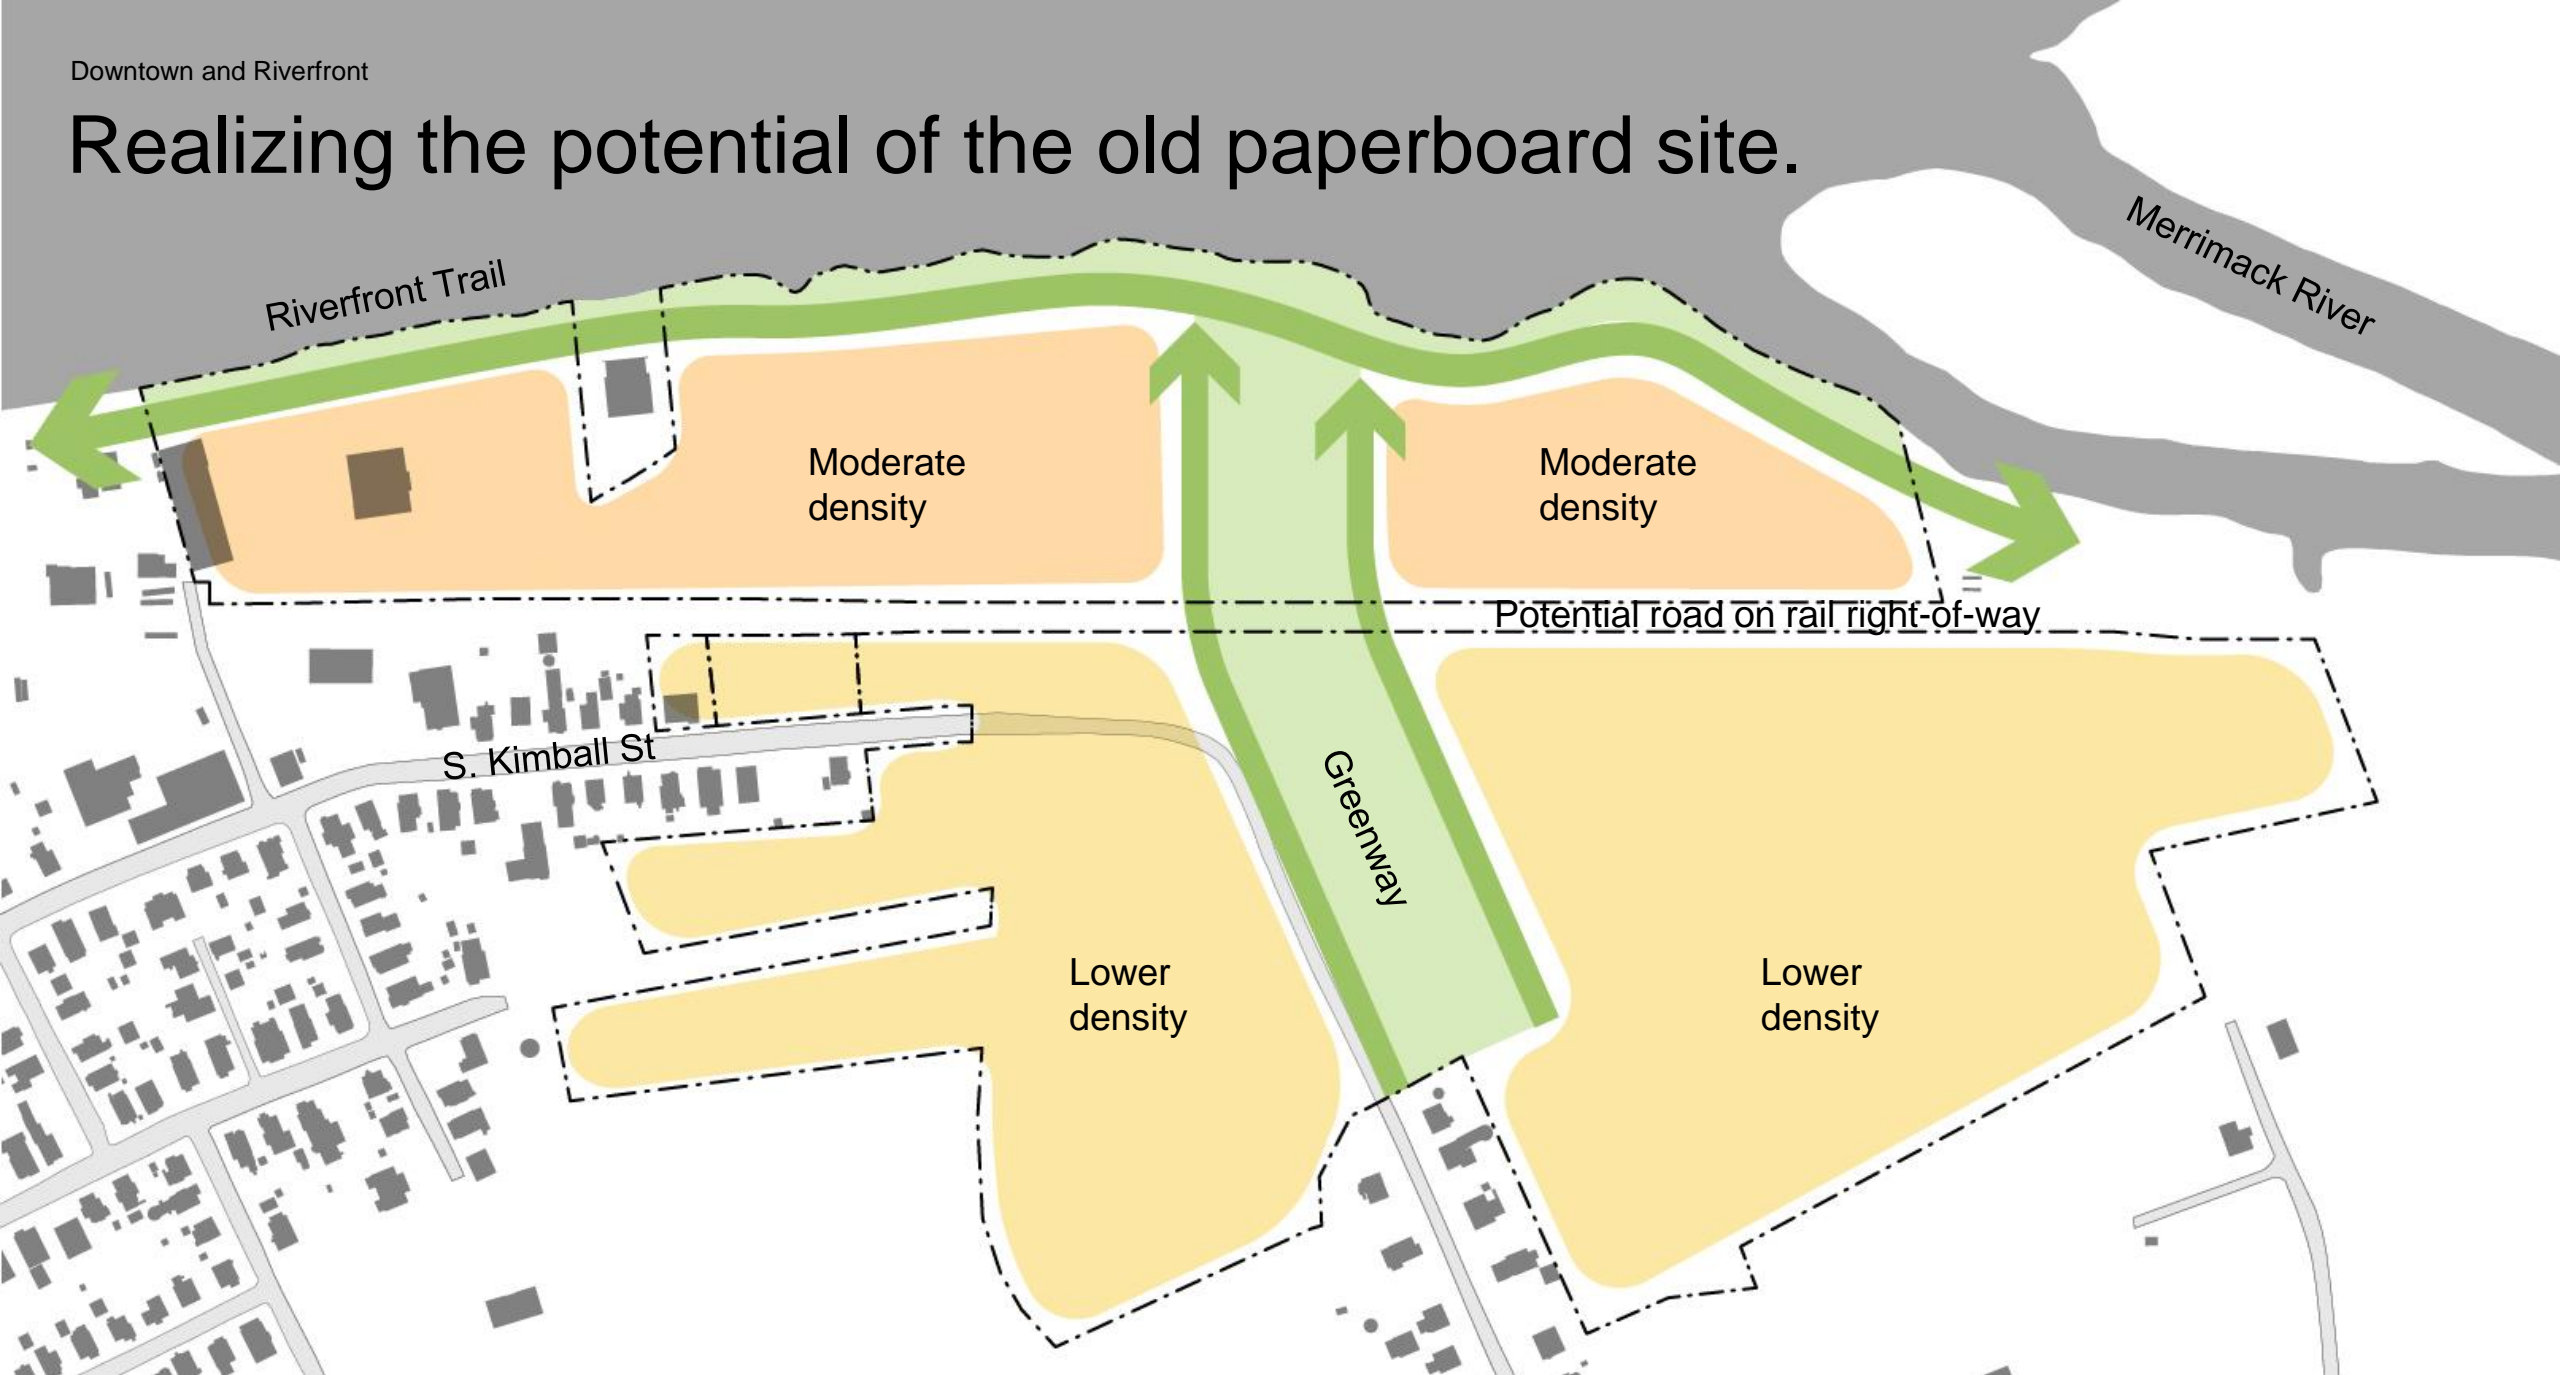 Downtown and Riverfront
Realizing the potential of the old paperboard site.
Merrimack River
Riverfront Trail
Moderate
density
Moderate
density
Potential road on rail right-of-way
S. Kimball St
Greenway
Lower
density
Lower
density